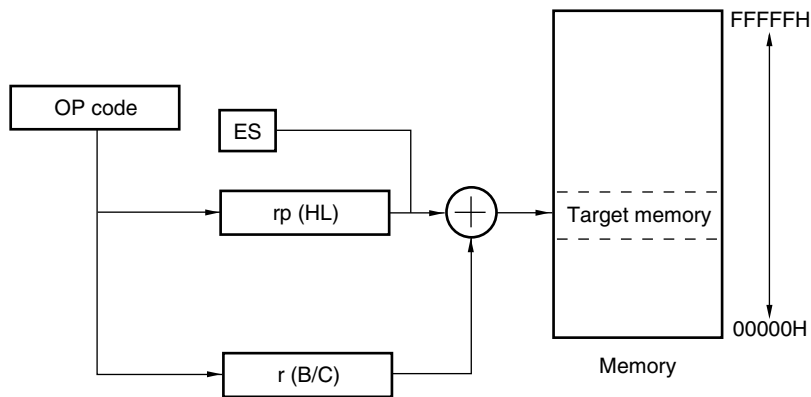 FFFFFH
OP code
ES
rp (HL)
Target memory
r (B/C)
00000H
Memory